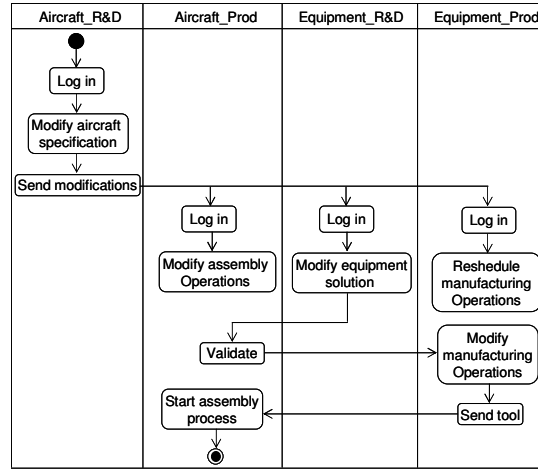 Aircraft_R&D Aircraft_Prod Equipment_R&D Equipment_Prod
Log in
Modify aircraft
specification
Send modifications
Log in Log in Log in
Modify assembly
Operations
Modify equipment
solution
Reshedule
manufacturing
Operations
Validate
Modify
manufacturing
Operations
Start assembly
process
Send tool